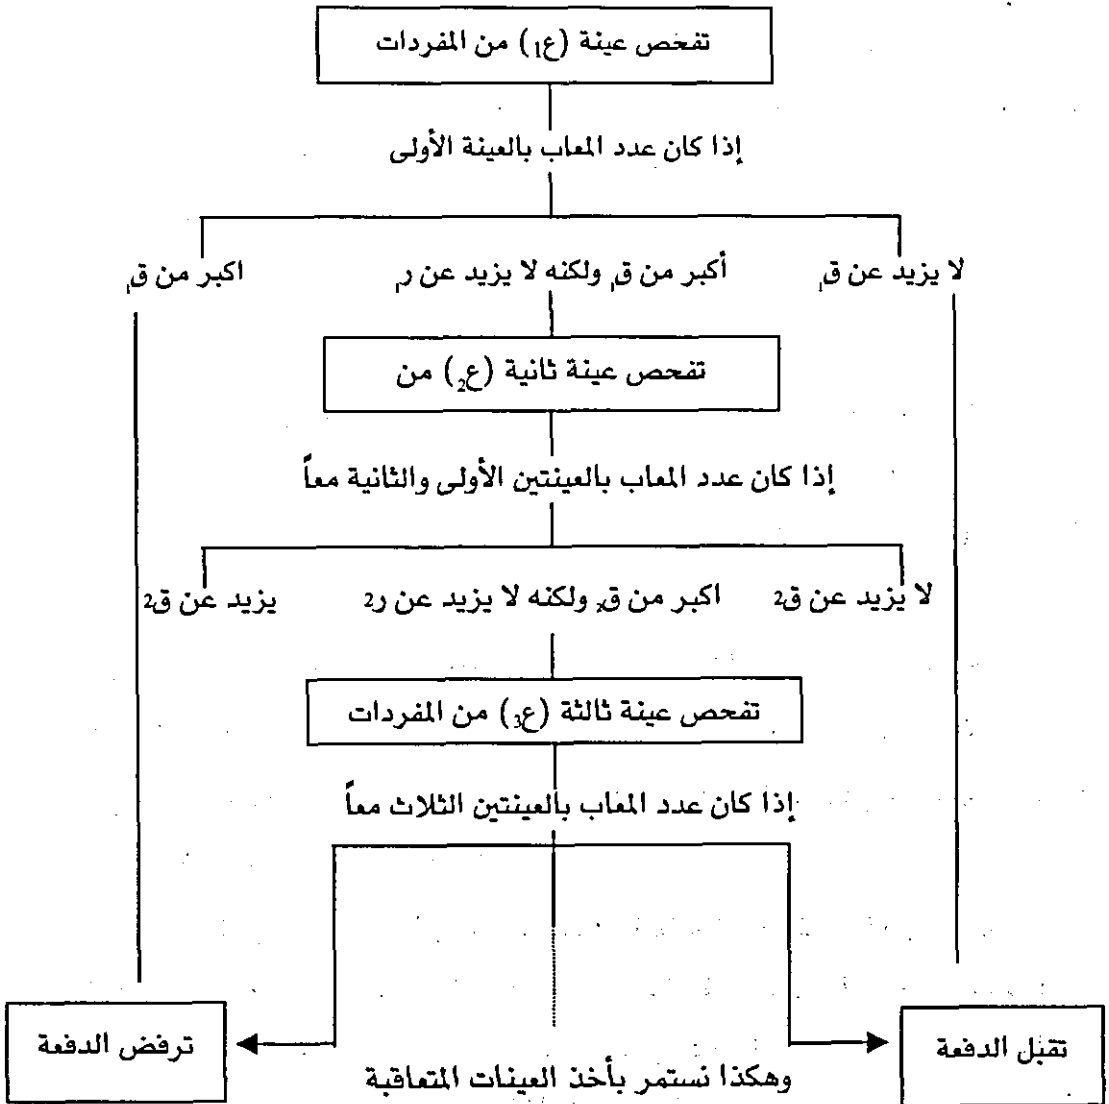 تفحص عينة (ع1) من المفردات
إذا كان عدد المعاب بالعينة الأولى
لا يزيد عن ق1
أكبر من ق1 ولكنه لا يزيد عن ر1
اكبر من ق1
تفحص عينة ثانية (ع2) من
إذا كان عدد المعاب بالعينتين الأولى والثانية معاً
لا يزيد عن ق2
اكبر من ق2 ولكنه لا يزيد عن ر2
يزيد عن ق2
تفحص عينة ثالثة (ع3) من المفردات
إذا كان عدد المعاب بالعينتين الثلاث معاً
تقبل الدفعة
ترفض الدفعة
وهكذا نستمر بأخذ العينات المتعاقبة